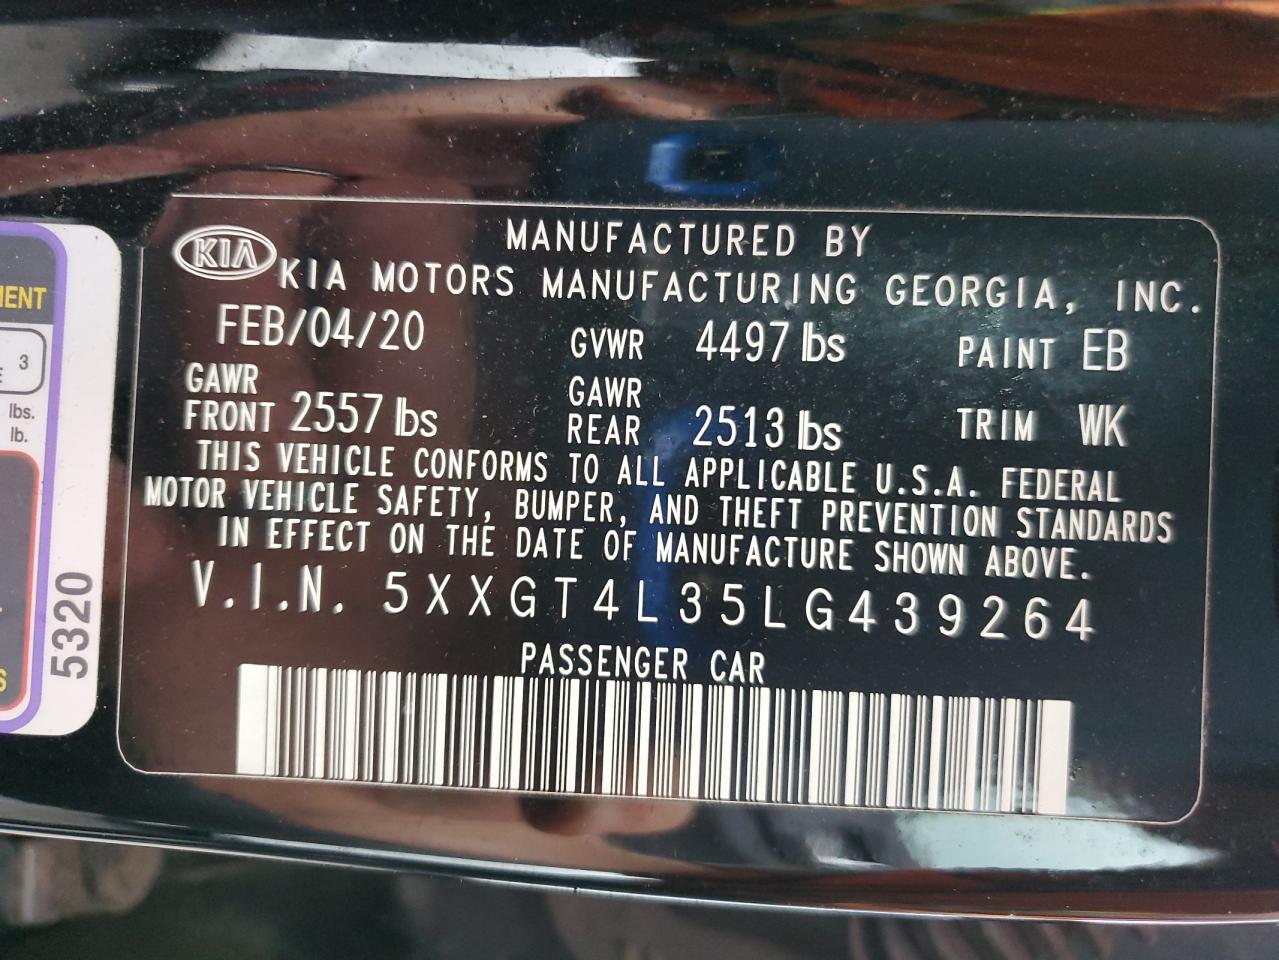 MANUFACTURED BY
KIA
KIA MOTORS MANUFACTURING GEORGIA, INC.
FEB/04/20 GVWR 4497 lbs PAINT EB
GAWR FRONT 2557 lbs GAWR REAR 2513 lbs TRIM WK
THIS VEHICLE CONFORMS TO ALL APPLICABLE U.S.A. FEDERAL
MOTOR VEHICLE SAFETY, BUMPER, AND THEFT PREVENTION STANDARDS
IN EFFECT ON THE DATE OF MANUFACTURE SHOWN ABOVE.
V.I.N. 5XXGT4L35LG439264
PASSENGER CAR
3
lbs.
lb.
5320